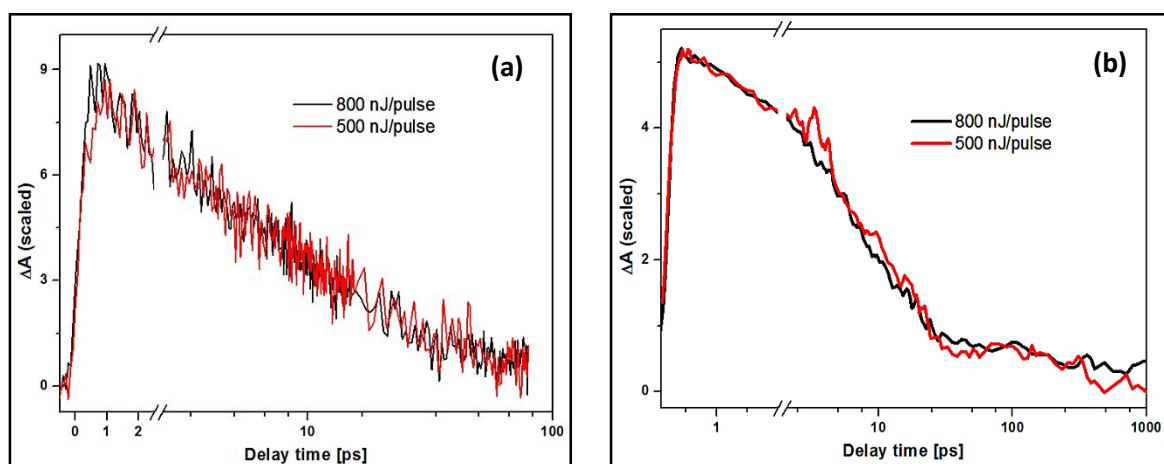 (a)
800 nJ/pulse
500 nJ/pulse
ΔA (scaled)
9
6
3
0
0 1 2 10 100
Delay time [ps]
(b)
800 nJ/pulse
500 nJ/pulse
ΔA (scaled)
4
2
0
1 10 100 1000
Delay time [ps]